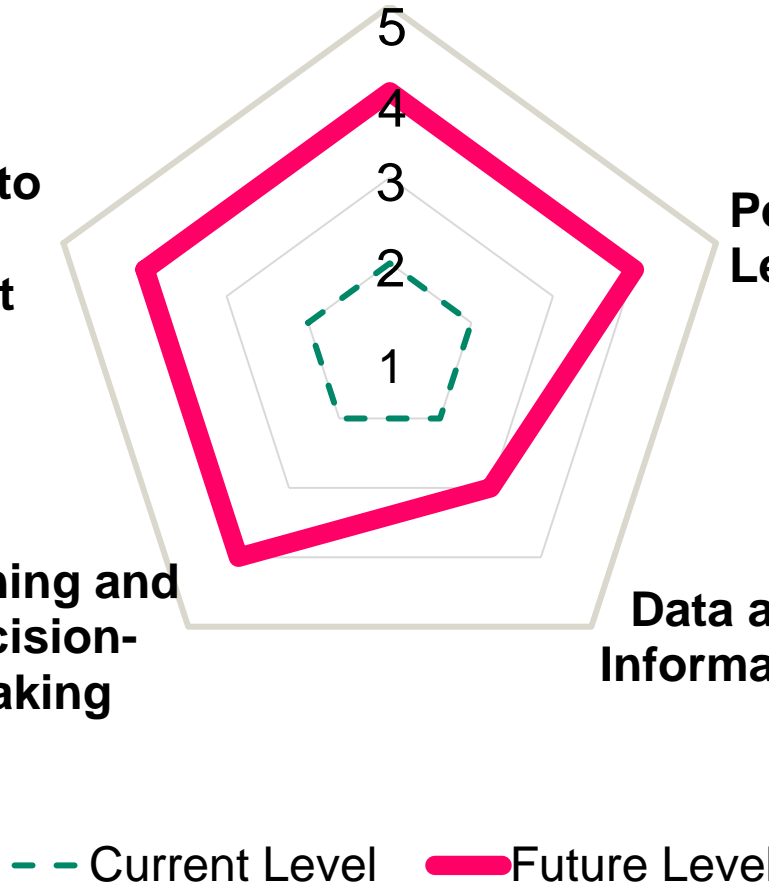 5
4
3
2
1
to
t
Po
Le
ning and
cision-
aking
Data a
Informa
Current Level
Future Level